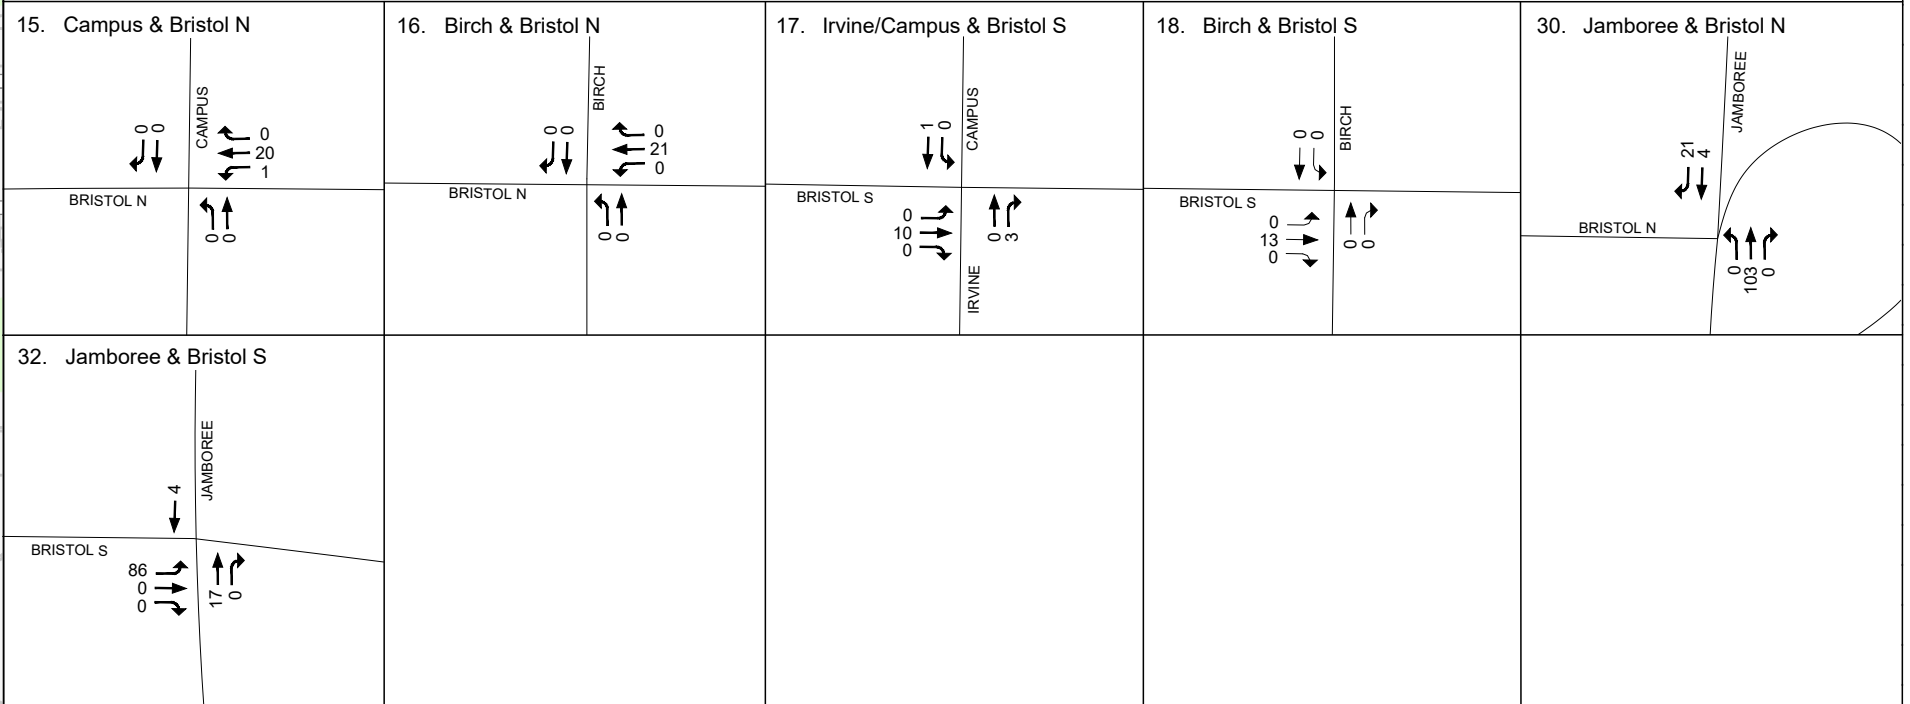 15. Campus & Bristol N
CAMPUS
0 0
0
20
1
BRISTOL N
0 0
16. Birch & Bristol N
BIRCH
0 0
0
21
0
BRISTOL N
0 0
17. Irvine/Campus & Bristol S
CAMPUS
1 0
BRISTOL S
0
10
0
0 3
IRVINE
18. Birch & Bristol S
BIRCH
0 0
BRISTOL S
0
13
0
0 0
30. Jamboree & Bristol N
JAMBOREE
21 4
BRISTOL N
0 103 0
32. Jamboree & Bristol S
JAMBOREE
4
BRISTOL S
86
0
0
17 0